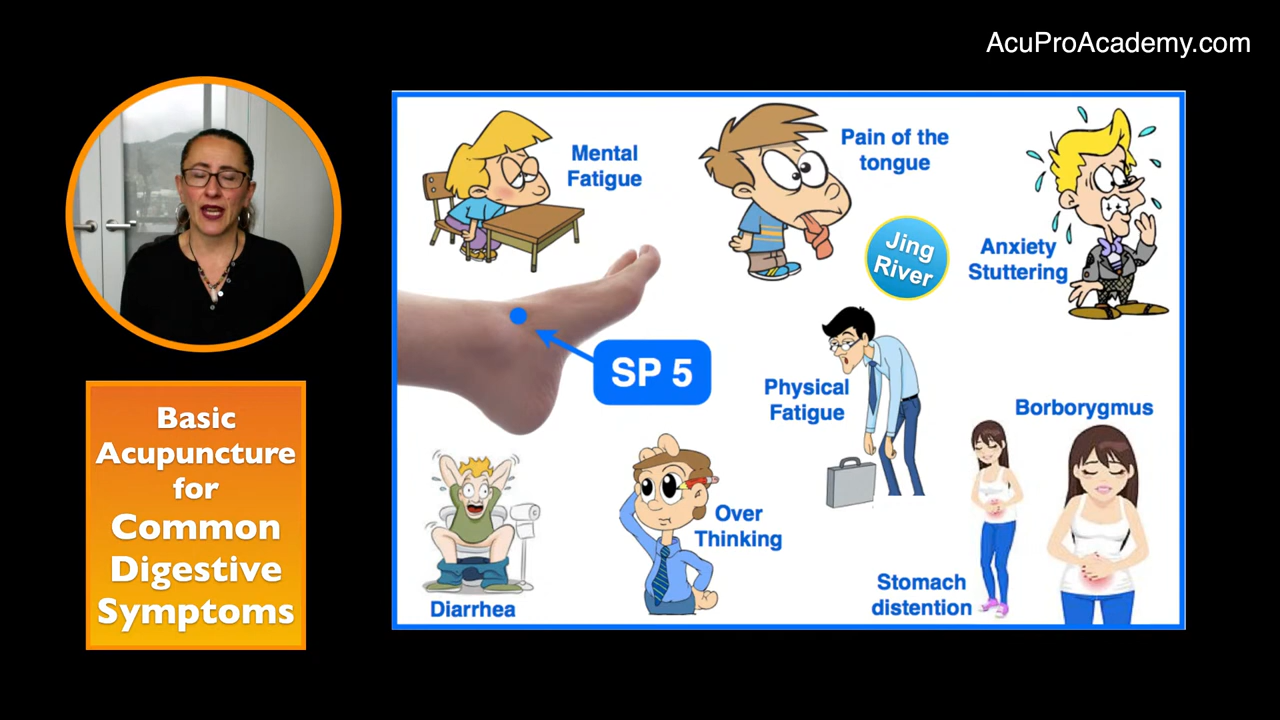 AcuProAcademy.com
Basic
Acupuncture
for
Common
Digestive
Symptoms
Mental
Fatigue
Pain of the
tongue
Jing
River
Anxiety
Stuttering
SP 5
Physical
Fatigue
Borborygmus
Diarrhea
Over
Thinking
Stomach
distention